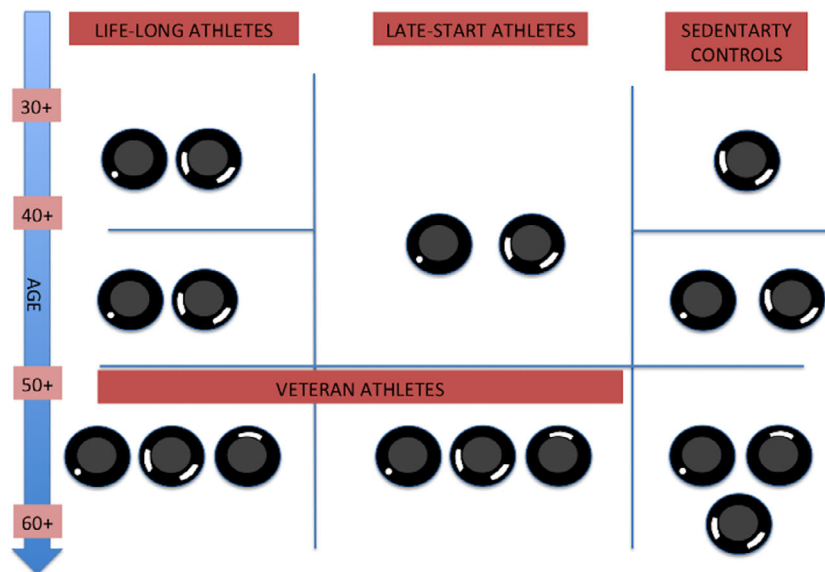 LIFE-LONG ATHLETES
LATE-START ATHLETES
SEDENTARTY
CONTROLS
30+
40+
AGE
50+
VETERAN ATHLETES
60+